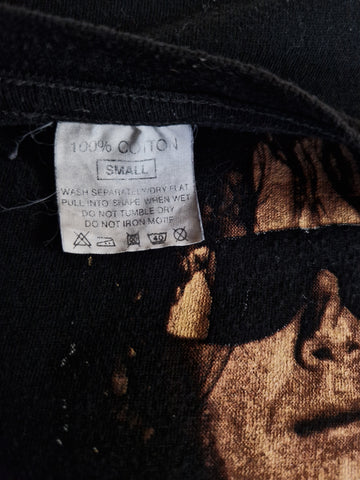 100% COTTON
SMALL
WASH SEPARATELY/DRY FLAT
PULL INTO SHAPE WHEN WET
DO NOT TUMBLE DRY
DO NOT IRON MOTIF
40